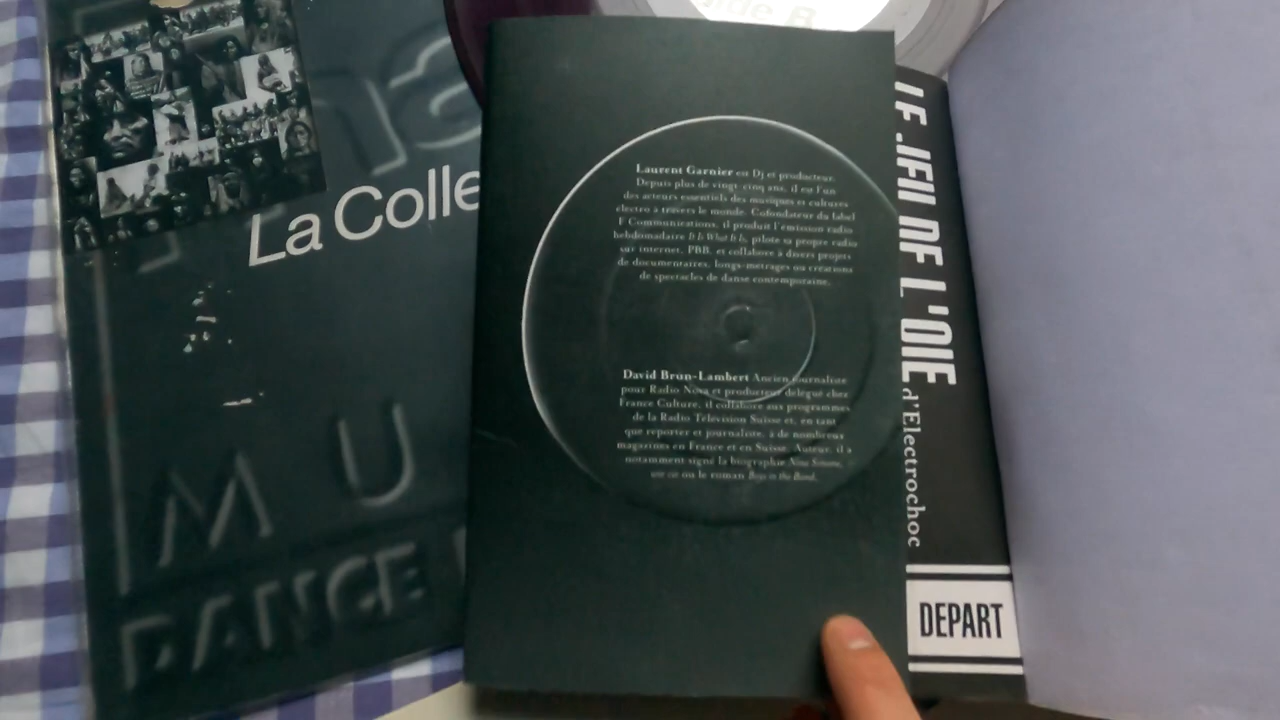 La Colle
MU
DANCE
ide B
Laurent Garnier est Dj et producteur.
Depuis plus de vingt-cinq ans, il est l'un
des acteurs essentiels des musiques et cultures
électro à travers le monde. Cofondateur du label
F Communications, il produit l'émission radio
hebdomadaire It Is What It Is, pilote sa propre radio
sur internet, PBB, et collabore à divers projets
de documentaires, longs-métrages ou créations
de spectacles de danse contemporaine.
David Brun-Lambert Ancien journaliste
pour Radio Nova et producteur délégué chez
France Culture, il collabore aux programmes
de la Radio Télévision Suisse et, en tant
que reporter et journaliste, à de nombreux
magazines en France et en Suisse. Auteur, il a
notamment signé la biographie Nina Simone,
une vie ou le roman Boys in the Band.
LE JEU DE L'OIE
d'Electrochoc
DEPART